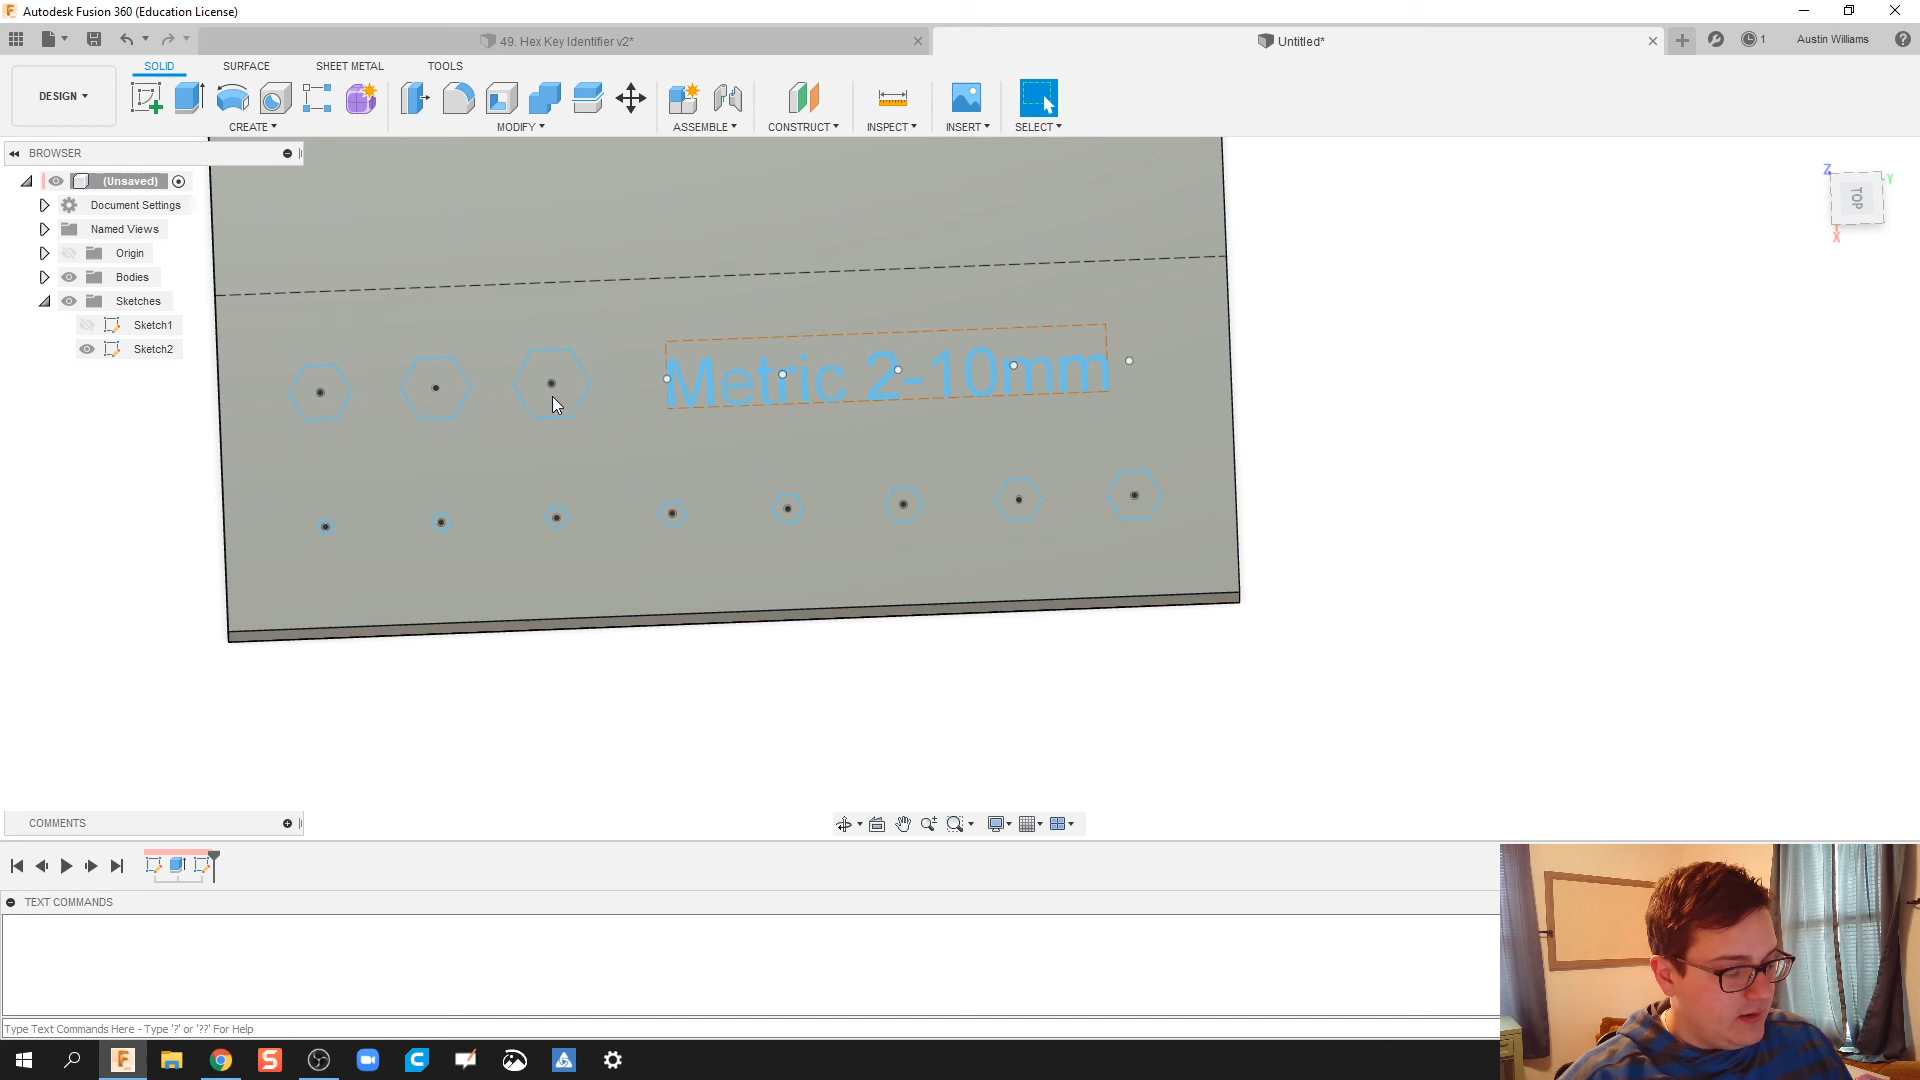 Autodesk Fusion 360 (Education License)
49. Hex Key Identifier v2*
Untitled*
1
Austin Williams
SOLID SURFACE SHEET METAL TOOLS
DESIGN
CREATE MODIFY ASSEMBLE CONSTRUCT INSPECT INSERT SELECT
BROWSER
(Unsaved)
Document Settings
Named Views
Origin
Bodies
Sketches
Sketch1
Sketch2
Metric 2-10mm
Z
Y
TOP
X
COMMENTS
TEXT COMMANDS
Type Text Commands Here - Type '?' or '??' For Help